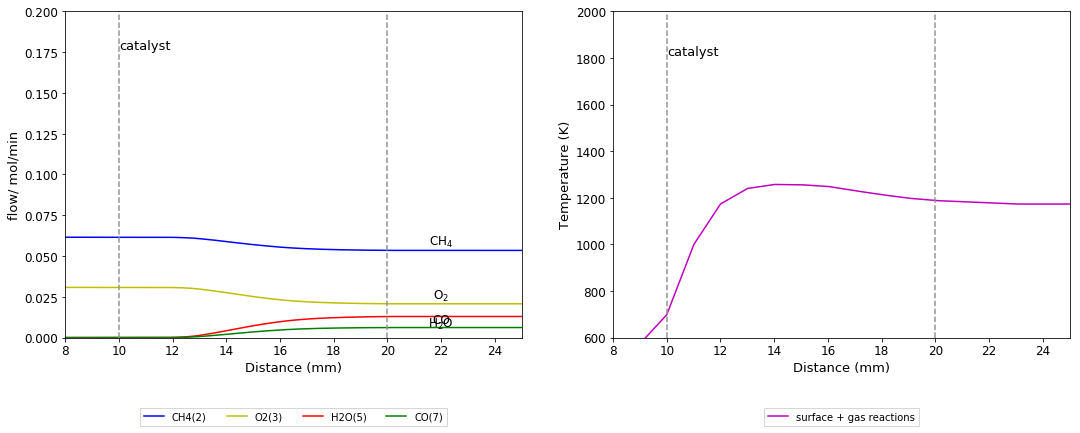 0.200
0.175
0.150
0.125
0.100
0.075
0.050
0.025
0.000
flow/ mol/min
catalyst
CH4
O2
CO
H2O
8 10 12 14 16 18 20 22 24
Distance (mm)
CH4(2) O2(3) H2O(5) CO(7)
2000
1800
1600
1400
1200
1000
800
600
Temperature (K)
catalyst
8 10 12 14 16 18 20 22 24
Distance (mm)
surface + gas reactions